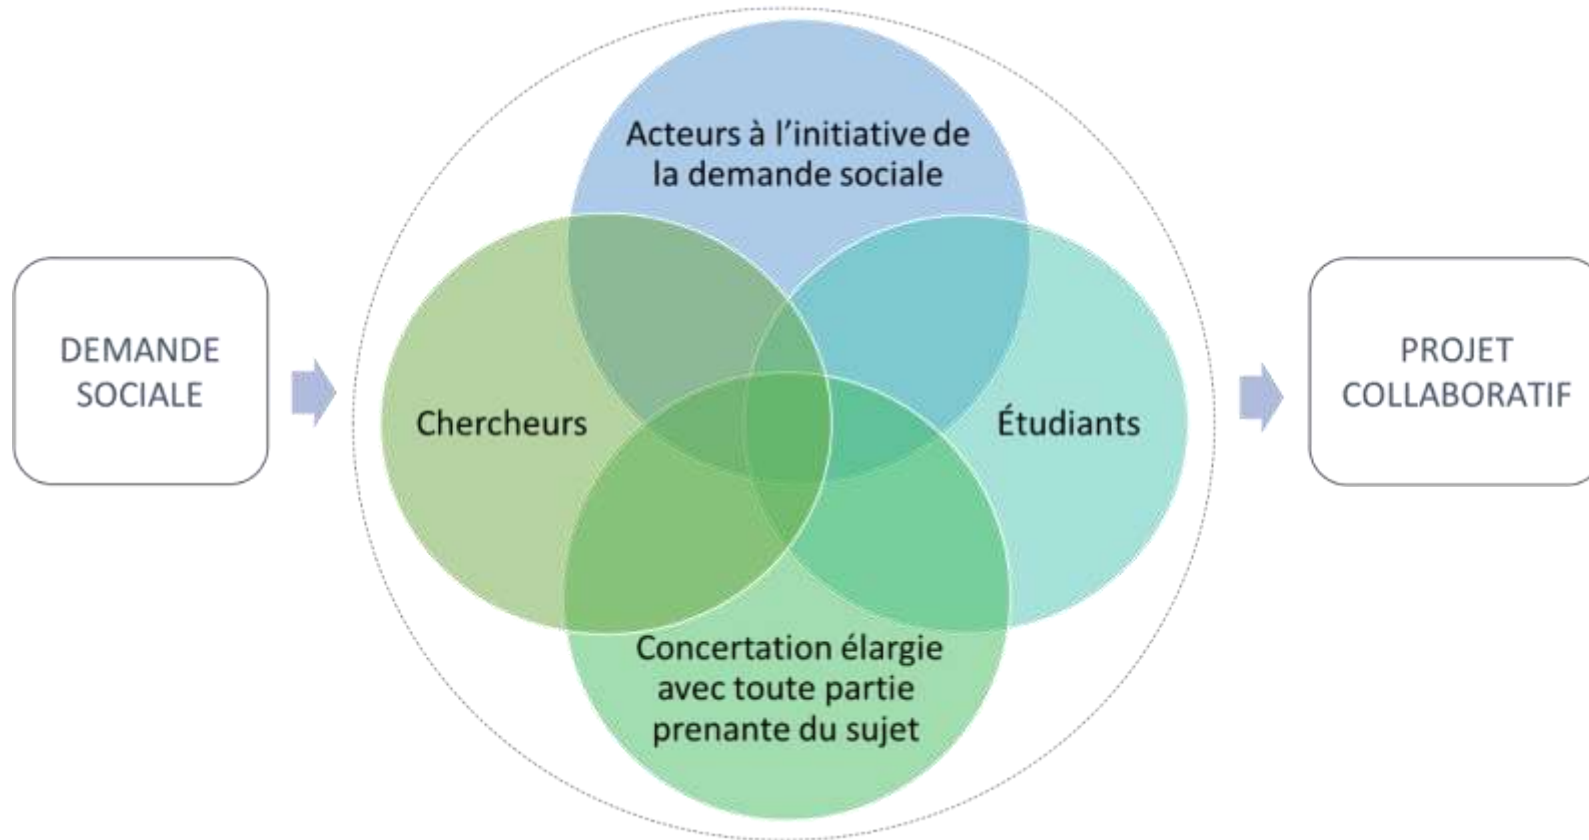 Acteurs à l’initiative de
la demande sociale
DEMANDE
SOCIALE
Chercheurs
Étudiants
PROJET
COLLABORATIF
Concertation élargie
avec toute partie
prenante du sujet